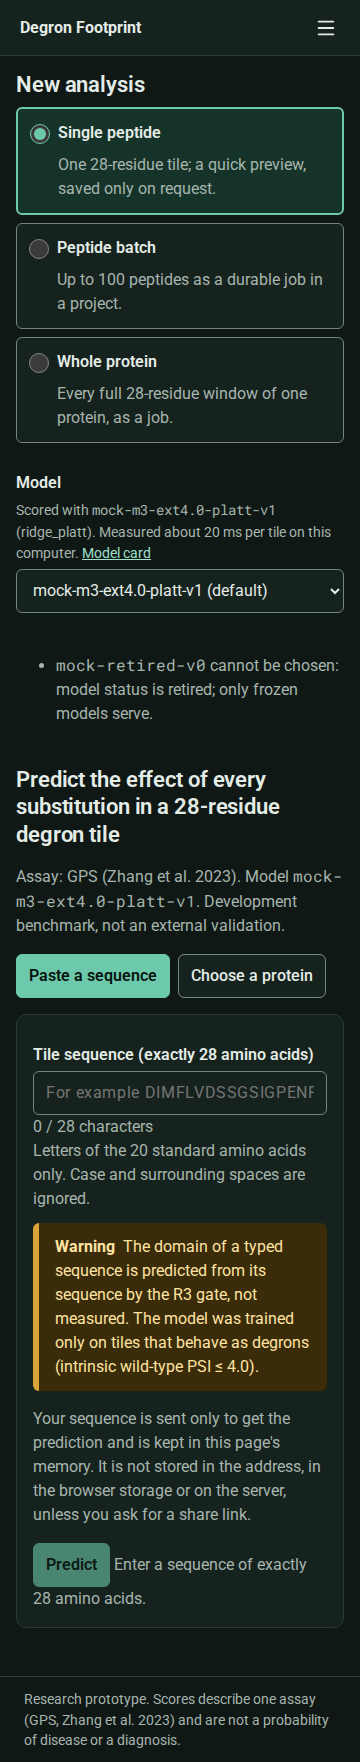 Degron Footprint
New analysis
Single peptide
One 28-residue tile; a quick preview,
saved only on request.
Peptide batch
Up to 100 peptides as a durable job in
a project.
Whole protein
Every full 28-residue window of one
protein, as a job.
Model
Scored with mock-m3-ext4.0-platt-v1
(ridge_platt). Measured about 20 ms per tile on this
computer. Model card
mock-m3-ext4.0-platt-v1 (default)
mock-retired-v0 cannot be chosen:
model status is retired; only frozen
models serve.
Predict the effect of every
substitution in a 28-residue
degron tile
Assay: GPS (Zhang et al. 2023). Model mock-
m3-ext4.0-platt-v1. Development
benchmark, not an external validation.
Paste a sequence Choose a protein
Tile sequence (exactly 28 amino acids)
For example DIMFLVDSSGSIGPENF
0 / 28 characters
Letters of the 20 standard amino acids
only. Case and surrounding spaces are
ignored.
Warning The domain of a typed
sequence is predicted from its
sequence by the R3 gate, not
measured. The model was trained
only on tiles that behave as degrons
(intrinsic wild-type PSI ≤ 4.0).
Your sequence is sent only to get the
prediction and is kept in this page's
memory. It is not stored in the address, in
the browser storage or on the server,
unless you ask for a share link.
Predict Enter a sequence of exactly
28 amino acids.
Research prototype. Scores describe one assay
(GPS, Zhang et al. 2023) and are not a probability
of disease or a diagnosis.